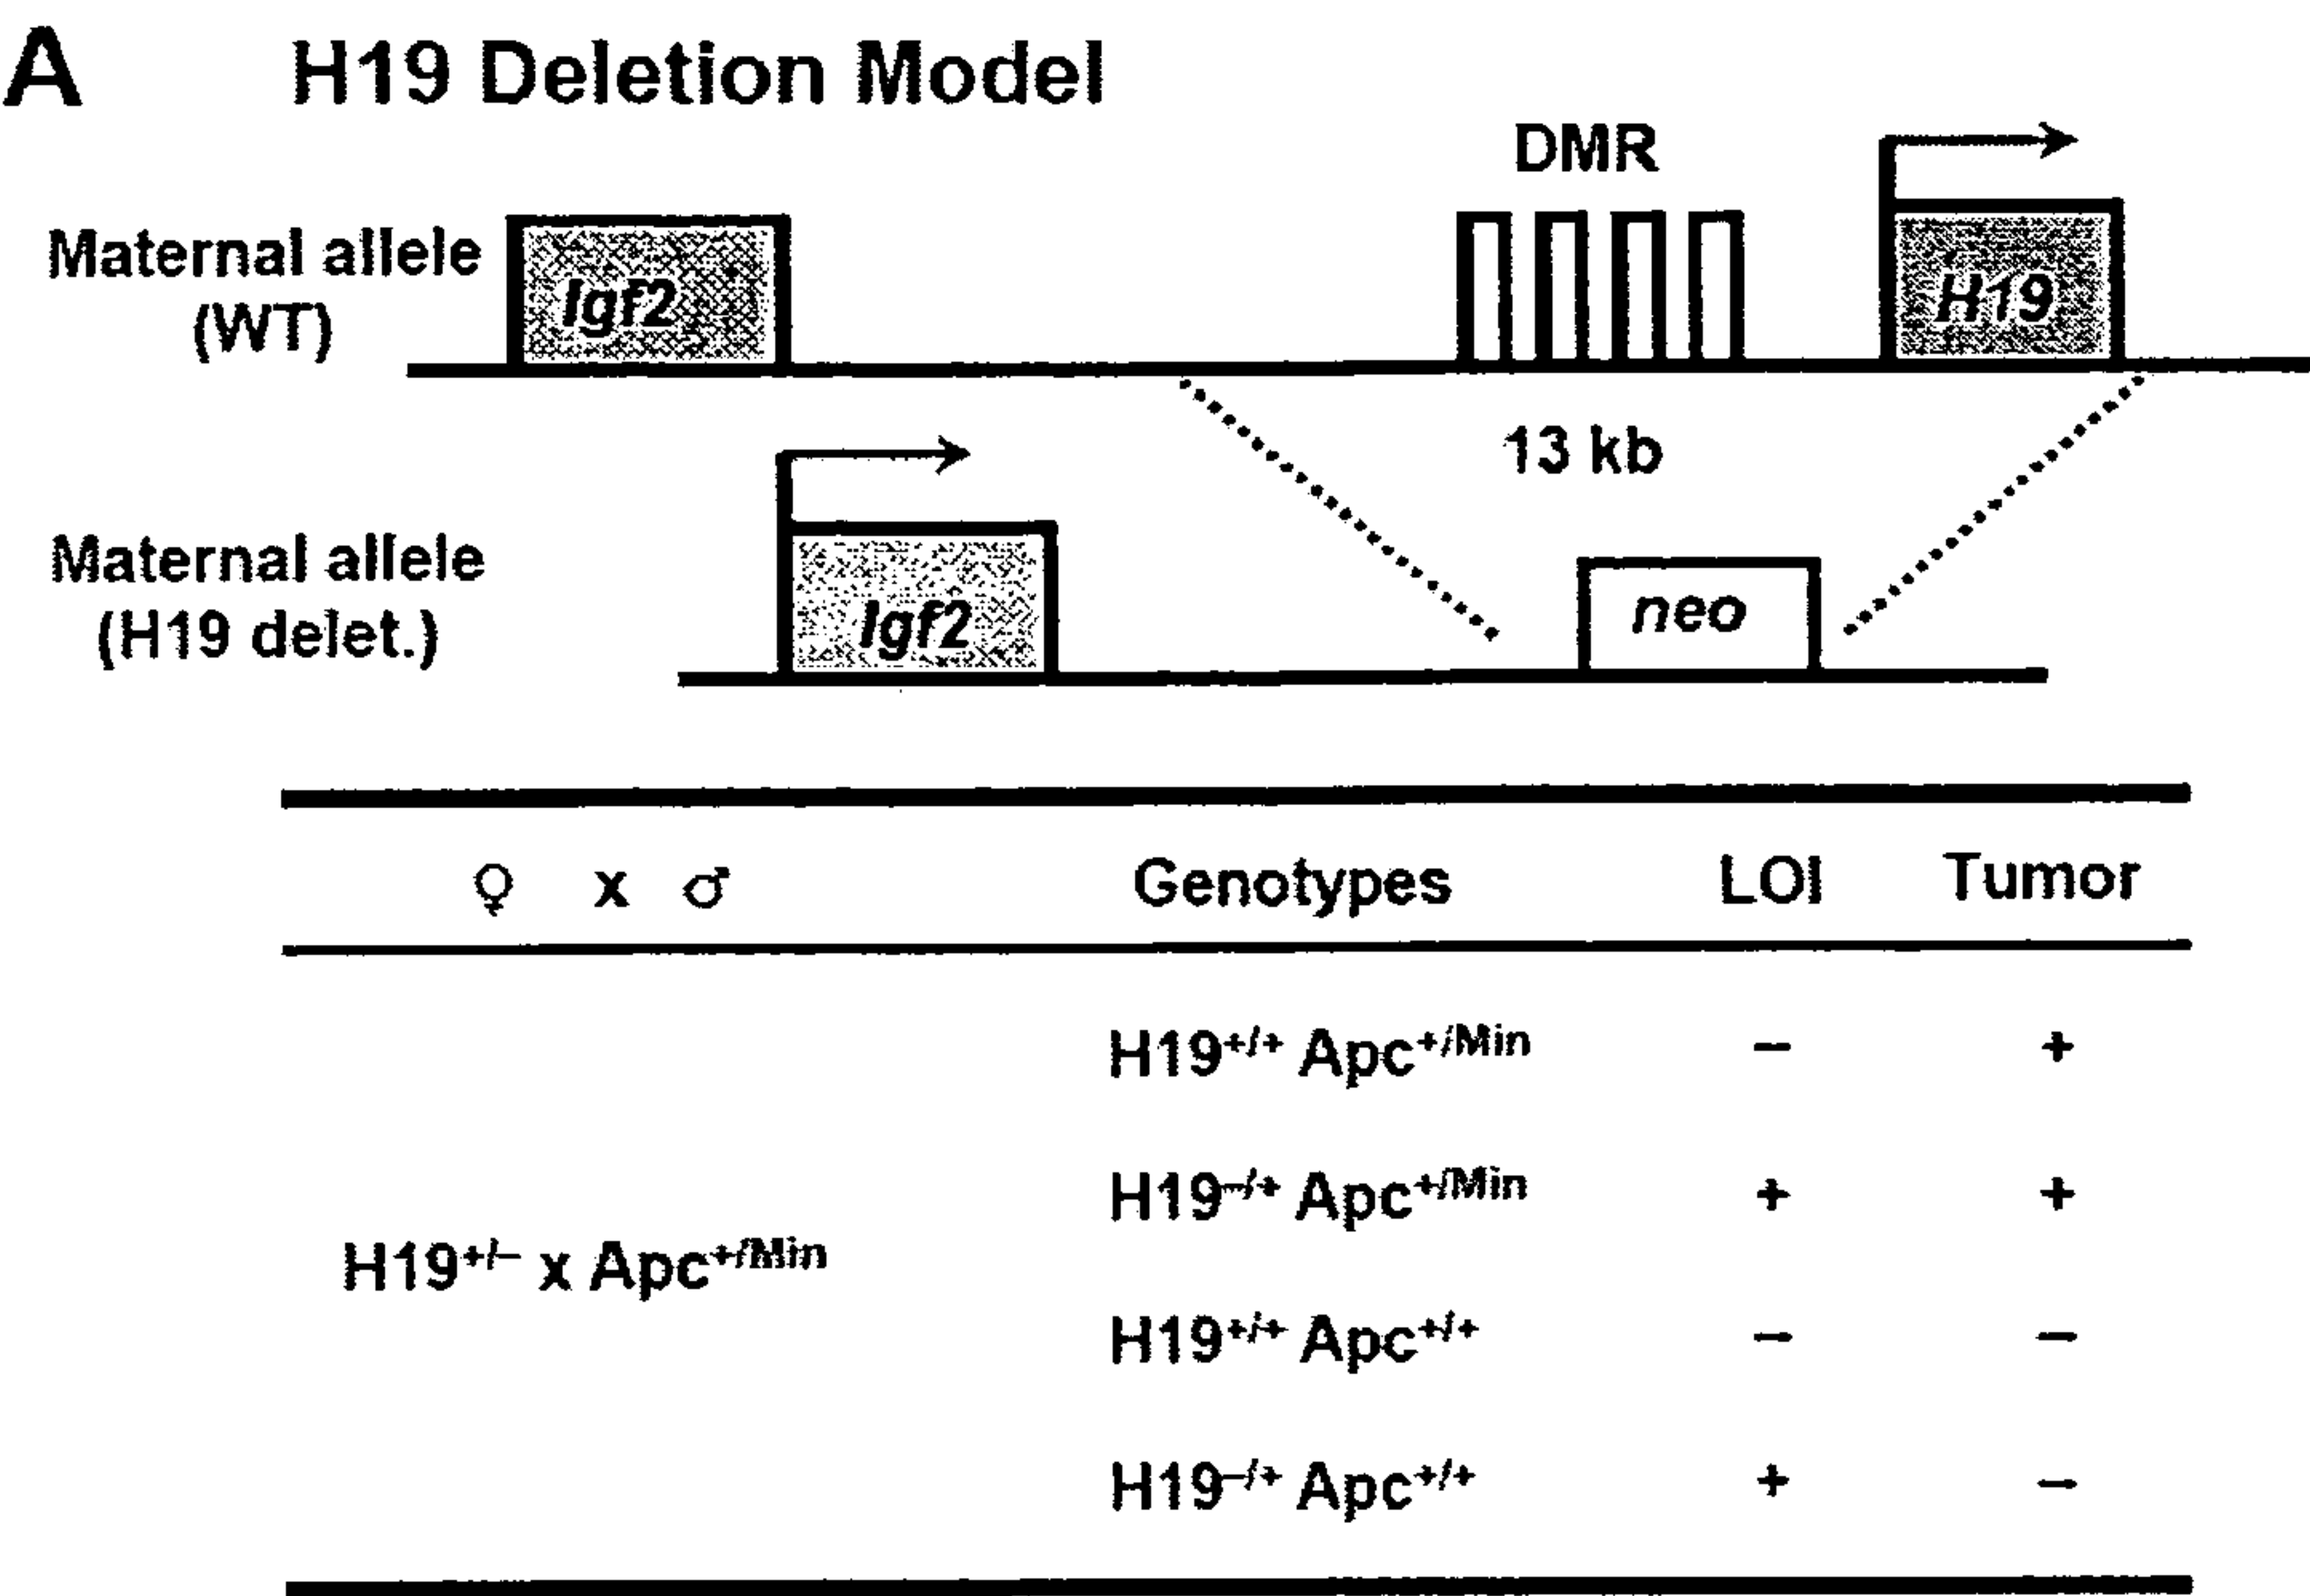 A H19 Deletion Model
DMR
Maternal allele
(WT)
Igf2
H19
13 kb
Maternal allele
(H19 delet.)
Igf2
neo
♀ x ♂ Genotypes LOI Tumor
H19+/+ Apc+/Min − +
H19−/+ Apc+/Min + +
H19+/− x Apc+/Min
H19+/+ Apc+/+ − −
H19−/+ Apc+/+ + −